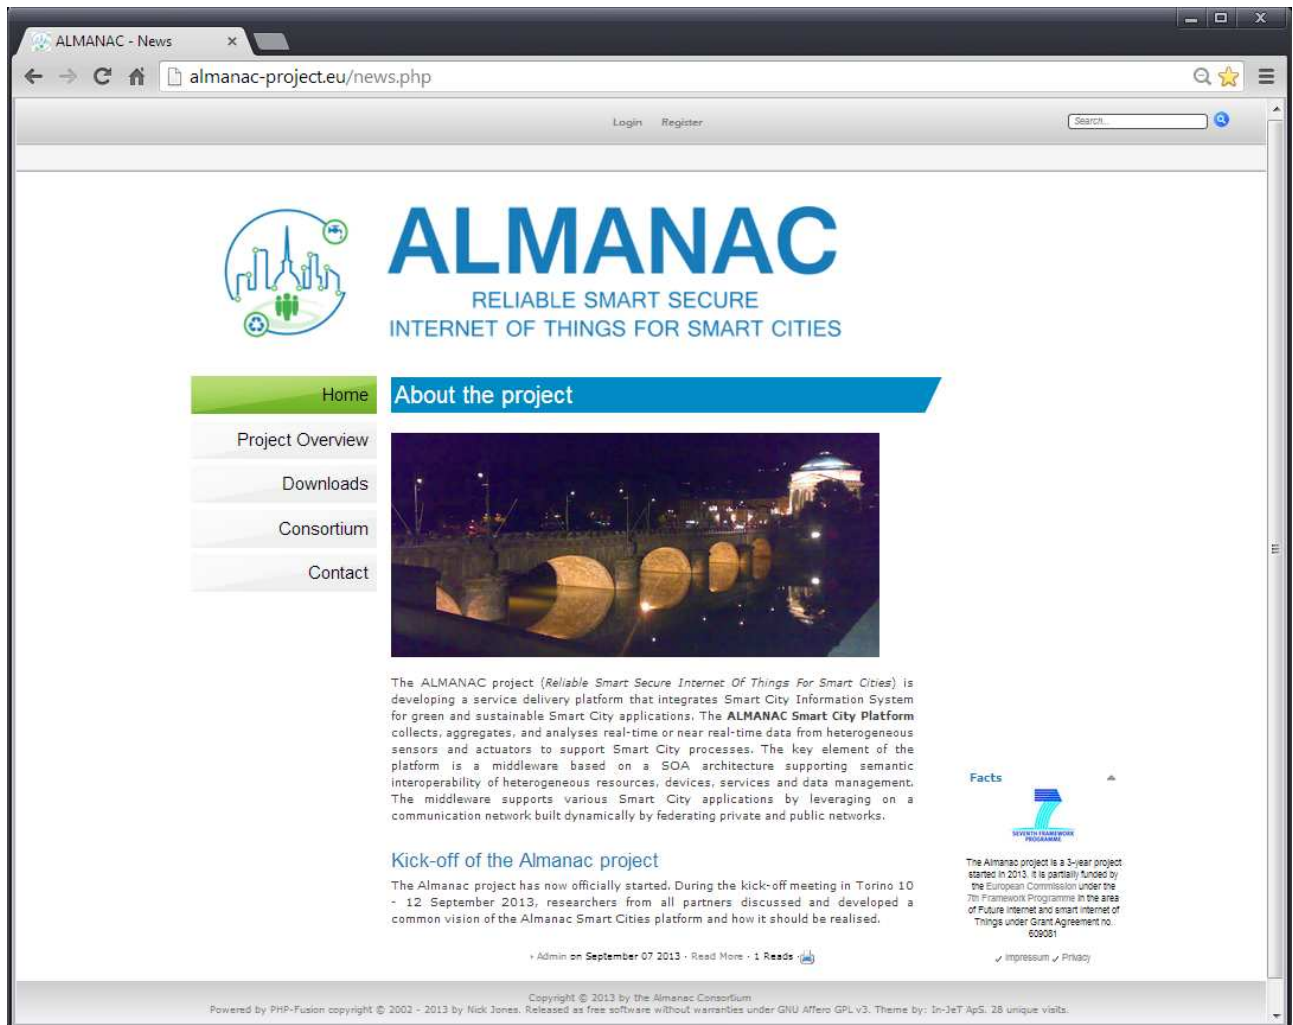 ALMANAC - News
almanac-project.eu/news.php
Login Register
Search...
ALMANAC
RELIABLE SMART SECURE
INTERNET OF THINGS FOR SMART CITIES
Home
Project Overview
Downloads
Consortium
Contact
About the project
The ALMANAC project (Reliable Smart Secure Internet Of Things For Smart Cities) is
developing a service delivery platform that integrates Smart City Information System
for green and sustainable Smart City applications. The ALMANAC Smart City Platform
collects, aggregates, and analyses real-time or near real-time data from heterogeneous
sensors and actuators to support Smart City processes. The key element of the
platform is a middleware based on a SOA architecture supporting semantic
interoperability of heterogeneous resources, devices, services and data management.
The middleware supports various Smart City applications by leveraging on a
communication network built dynamically by federating private and public networks.
Kick-off of the Almanac project
The Almanac project has now officially started. During the kick-off meeting in Torino 10
- 12 September 2013, researchers from all partners discussed and developed a
common vision of the Almanac Smart Cities platform and how it should be realised.
Admin on September 07 2013 · Read More · 1 Reads ·
Facts
SEVENTH FRAMEWORK
PROGRAMME
The Almanac project is a 3-year project
started in 2013. It is partially funded by
the European Commission under the
7th Framework Programme in the area
of Future Internet and smart Internet of
Things under Grant Agreement no.
609081
Impressum Privacy
Copyright © 2013 by the Almanac Consortium
Powered by PHP-Fusion copyright © 2002 - 2013 by Nick Jones. Released as free software without warranties under GNU Affero GPL v3. Theme by: In-JeT ApS. 28 unique visits.